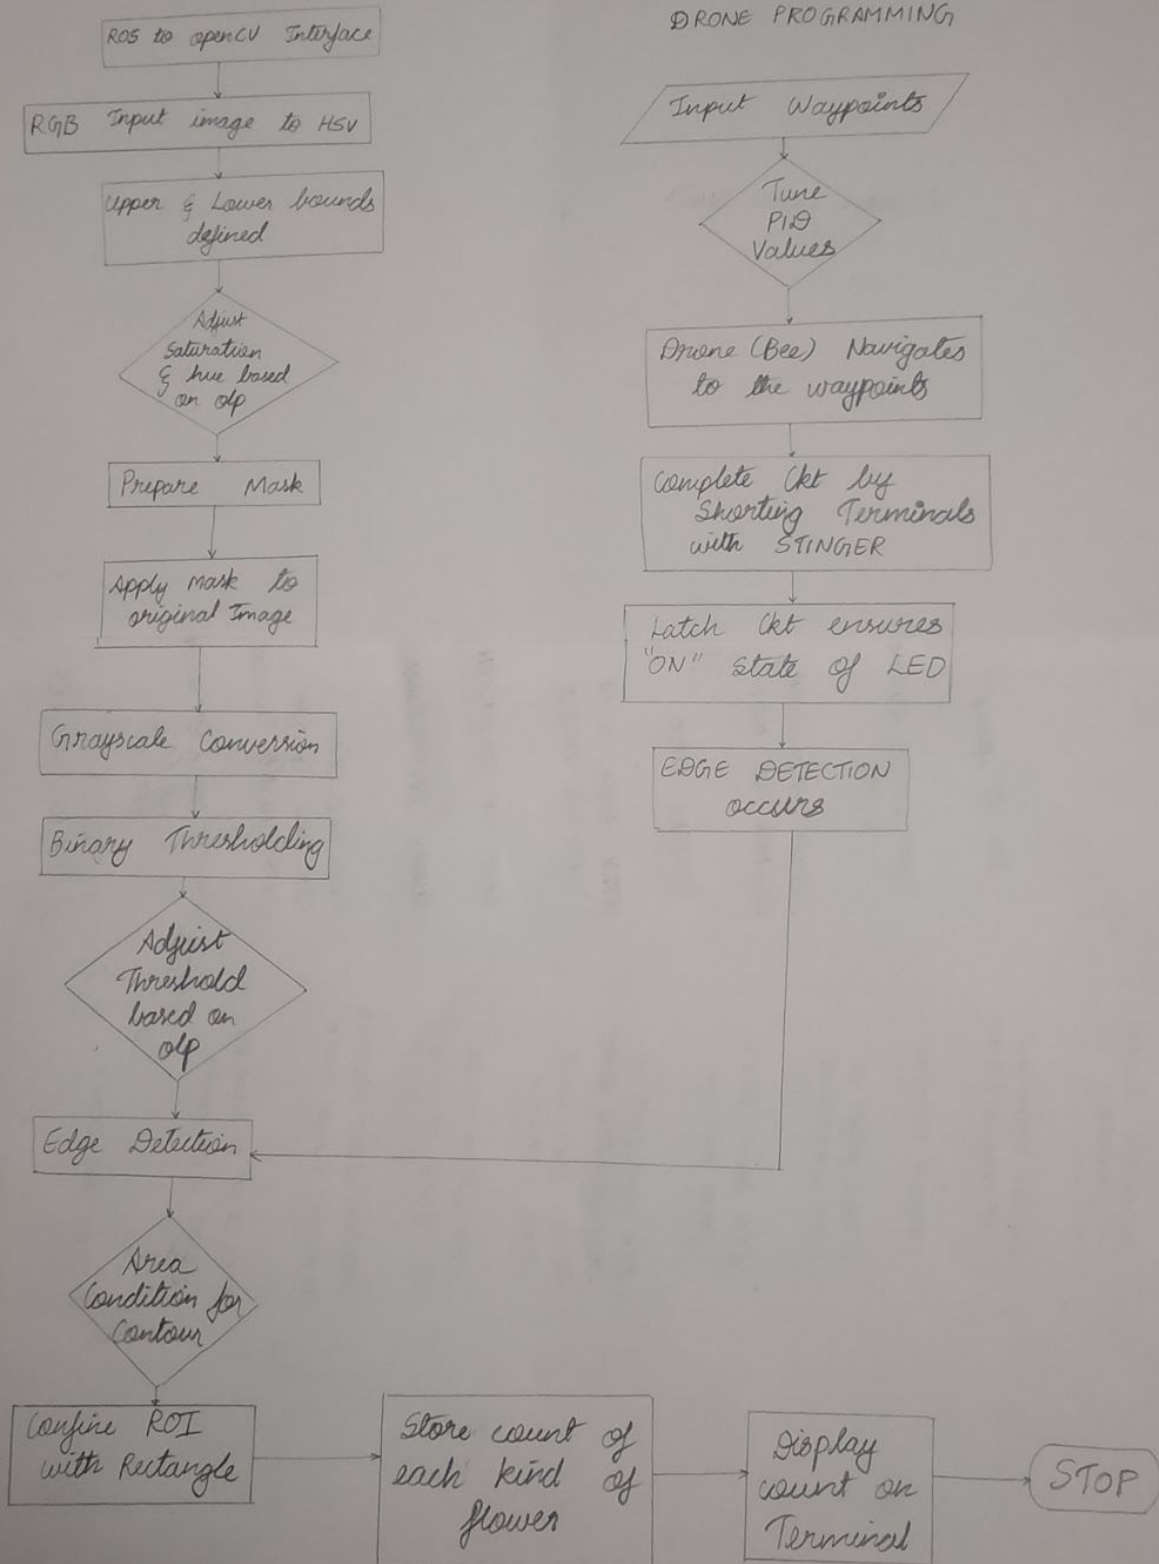 ROS to openCV Interface
RGB Input image to HSV
Upper & Lower bounds
defined
Adjust
Saturation
& hue based
on o/p
Prepare Mask
Apply mask to
original Image
Grayscale Conversion
Binary Thresholding
Adjust
Threshold
based on
o/p
Edge Detection
Area
Condition for
Contour
Confine ROI
with Rectangle
Store count of
each kind of
flower
Display
count on
Terminal
STOP
DRONE PROGRAMMING
Input Waypoints
Tune
PID
Values
Drone (Bee) Navigates
to the waypoints
Complete Ckt by
Shorting Terminals
with STINGER
Latch Ckt ensures
"ON" state of LED
EDGE DETECTION
occurs